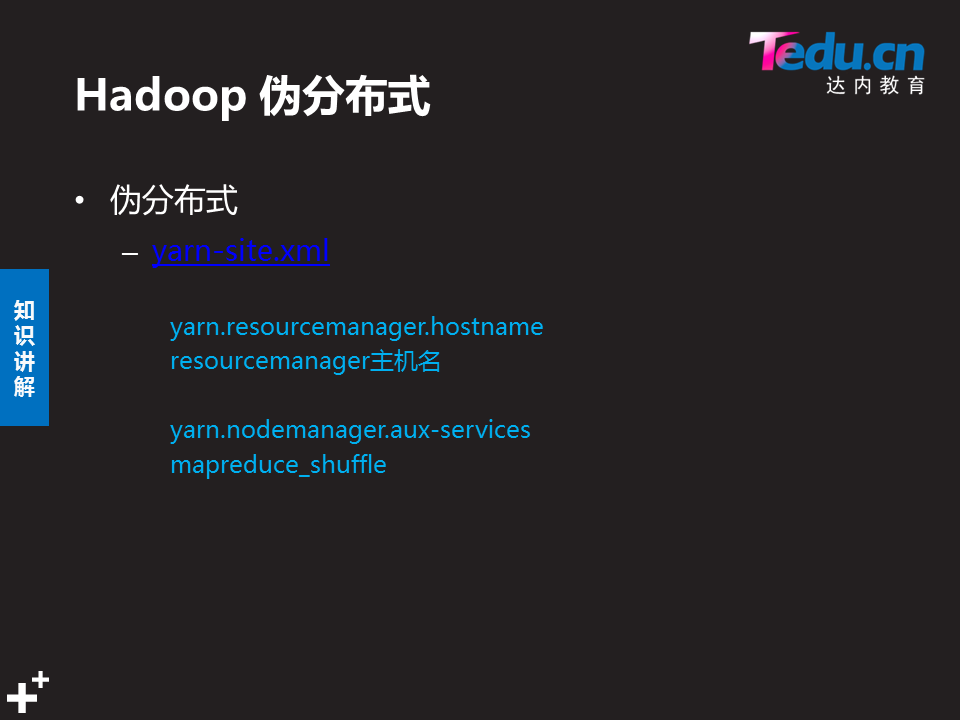 Tedu.cn
达内教育
Hadoop 伪分布式
• 伪分布式
– yarn-site.xml
yarn.resourcemanager.hostname
resourcemanager主机名
yarn.nodemanager.aux-services
mapreduce_shuffle
知
识
讲
解